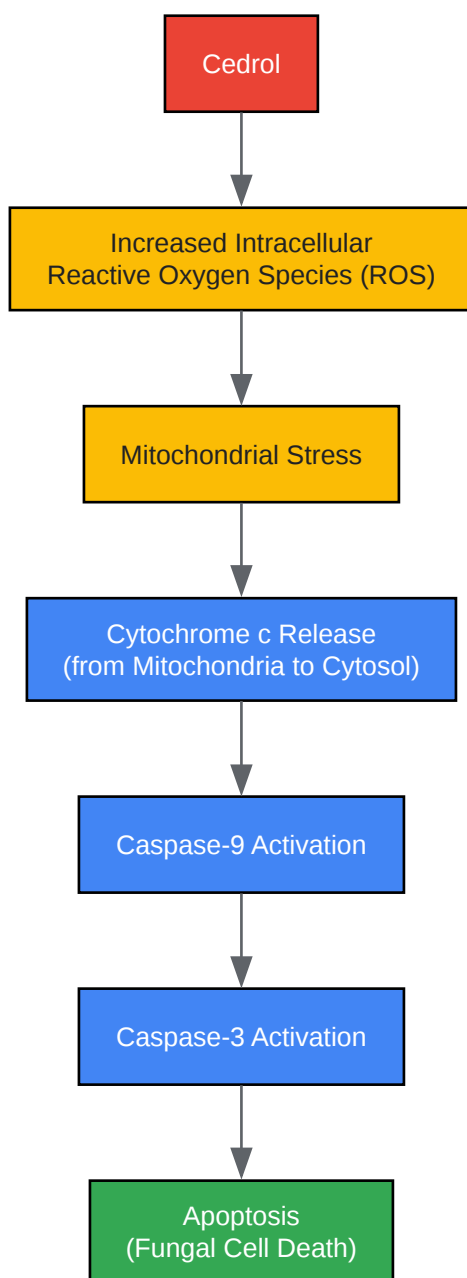 Cedrol
Increased Intracellular
Reactive Oxygen Species (ROS)
Mitochondrial Stress
Cytochrome c Release
(from Mitochondria to Cytosol)
Caspase-9 Activation
Caspase-3 Activation
Apoptosis
(Fungal Cell Death)